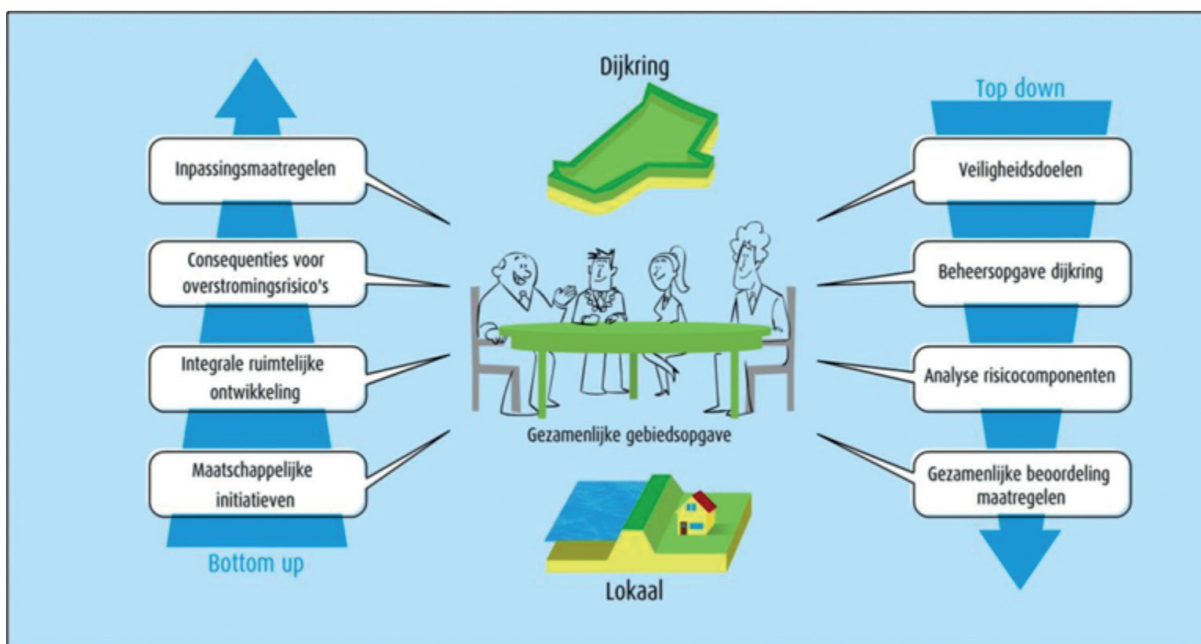 Dijkring
Top down
Inpassingsmaatregelen
Veiligheidsdoelen
Consequenties voor
overstromingsrisico's
Beheersopgave dijkring
Integrale ruimtelijke
ontwikkeling
Analyse risicocomponenten
Gezamenlijke gebiedsopgave
Maatschappelijke
initiatieven
Gezamenlijke beoordeling
maatregelen
Bottom up
Lokaal